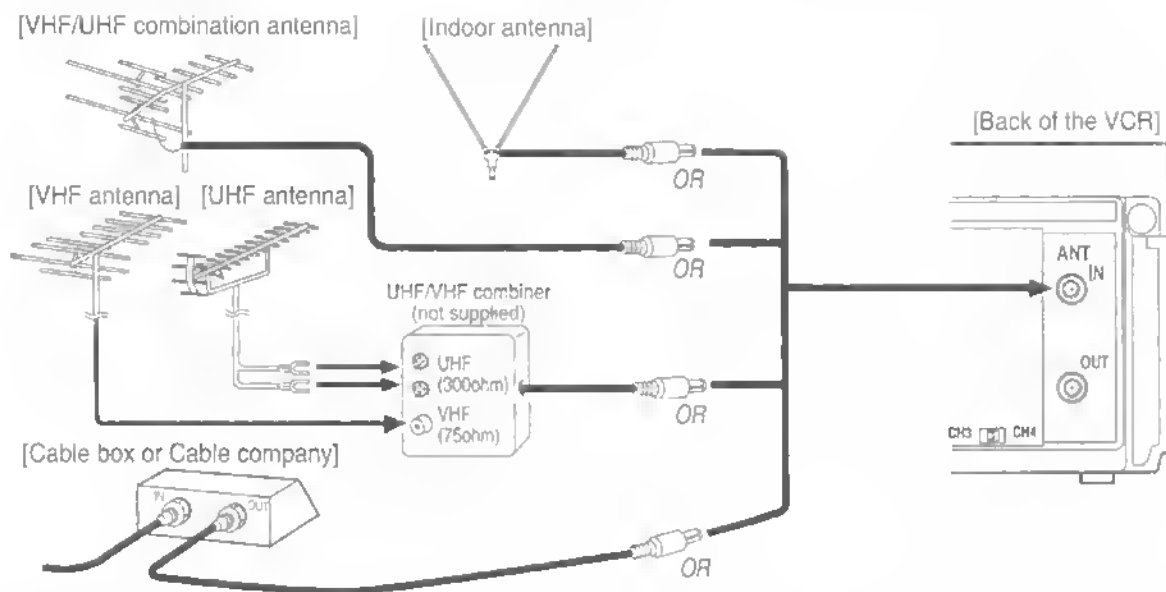 [VHF/UHF combination antenna]
[Indoor antenna]
[Back of the VCR]
OR
[VHF antenna]
[UHF antenna]
OR
ANT
IN
UHF/VHF combiner
(not supplied)
UHF
(300ohm)
VHF
(75ohm)
OR
OUT
CH3
CH4
[Cable box or Cable company]
IN
OUT
OR